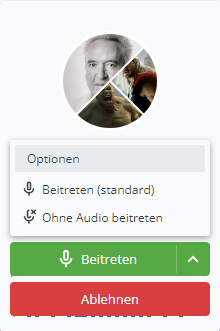 Optionen
Beitreten (standard)
Ohne Audio beitreten
Beitreten
Ablehnen